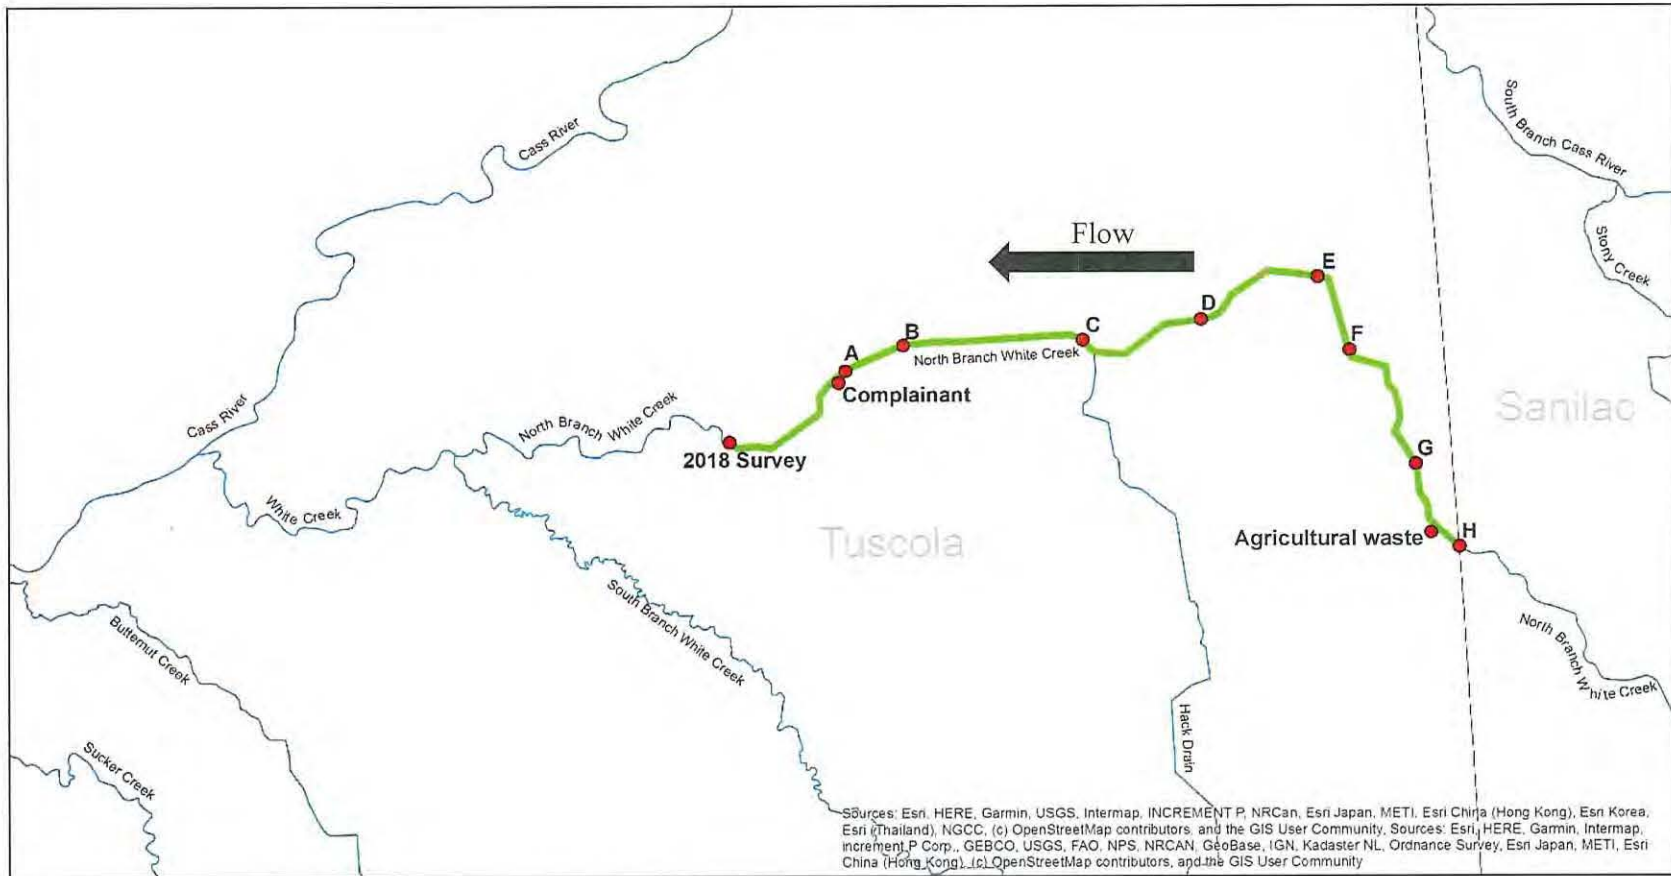 Cass River
South Branch Cass River
Stony Creek
Flow
E
D
F
B
C
A
North Branch White Creek
Complainant
Sanilac
Cass River
North Branch White Creek
2018 Survey
G
White Creek
Tuscola
Agricultural waste
H
South Branch White Creek
Butternut Creek
North Branch White Creek
Hack Drain
Sucker Creek
Sources: Esri, HERE, Garmin, USGS, Intermap, INCREMENT P, NRCan, Esri Japan, METI, Esri China (Hong Kong), Esri Korea,
Esri (Thailand), NGCC, (c) OpenStreetMap contributors, and the GIS User Community, Sources: Esri, HERE, Garmin, Intermap,
increment P Corp., GEBCO, USGS, FAO, NPS, NRCAN, GeoBase, IGN, Kadaster NL, Ordnance Survey, Esri Japan, METI, Esri
China (Hong Kong), (c) OpenStreetMap contributors, and the GIS User Community